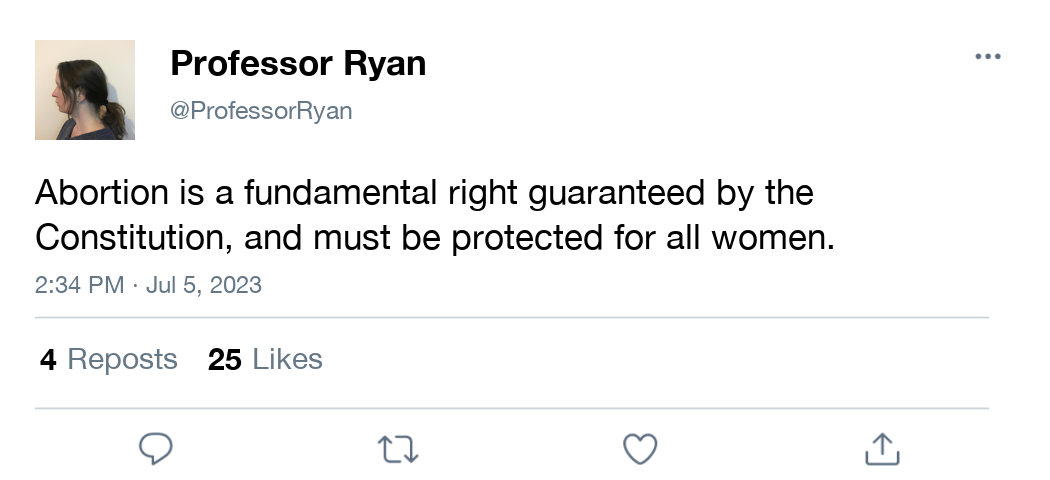 Professor Ryan
@ProfessorRyan
Abortion is a fundamental right guaranteed by the
Constitution, and must be protected for all women.
2:34 PM · Jul 5, 2023
4 Reposts 25 Likes